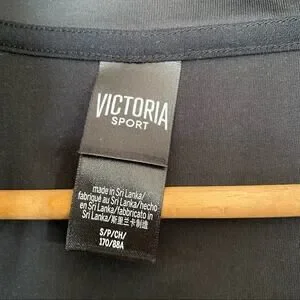 VICTORIA
SPORT
made in Sri Lanka/
fabriqué au Sri Lanka/hecho
en Sri Lanka/fabbricato in
Sri Lanka/斯里兰卡制造
S/P/CH/
170/88A